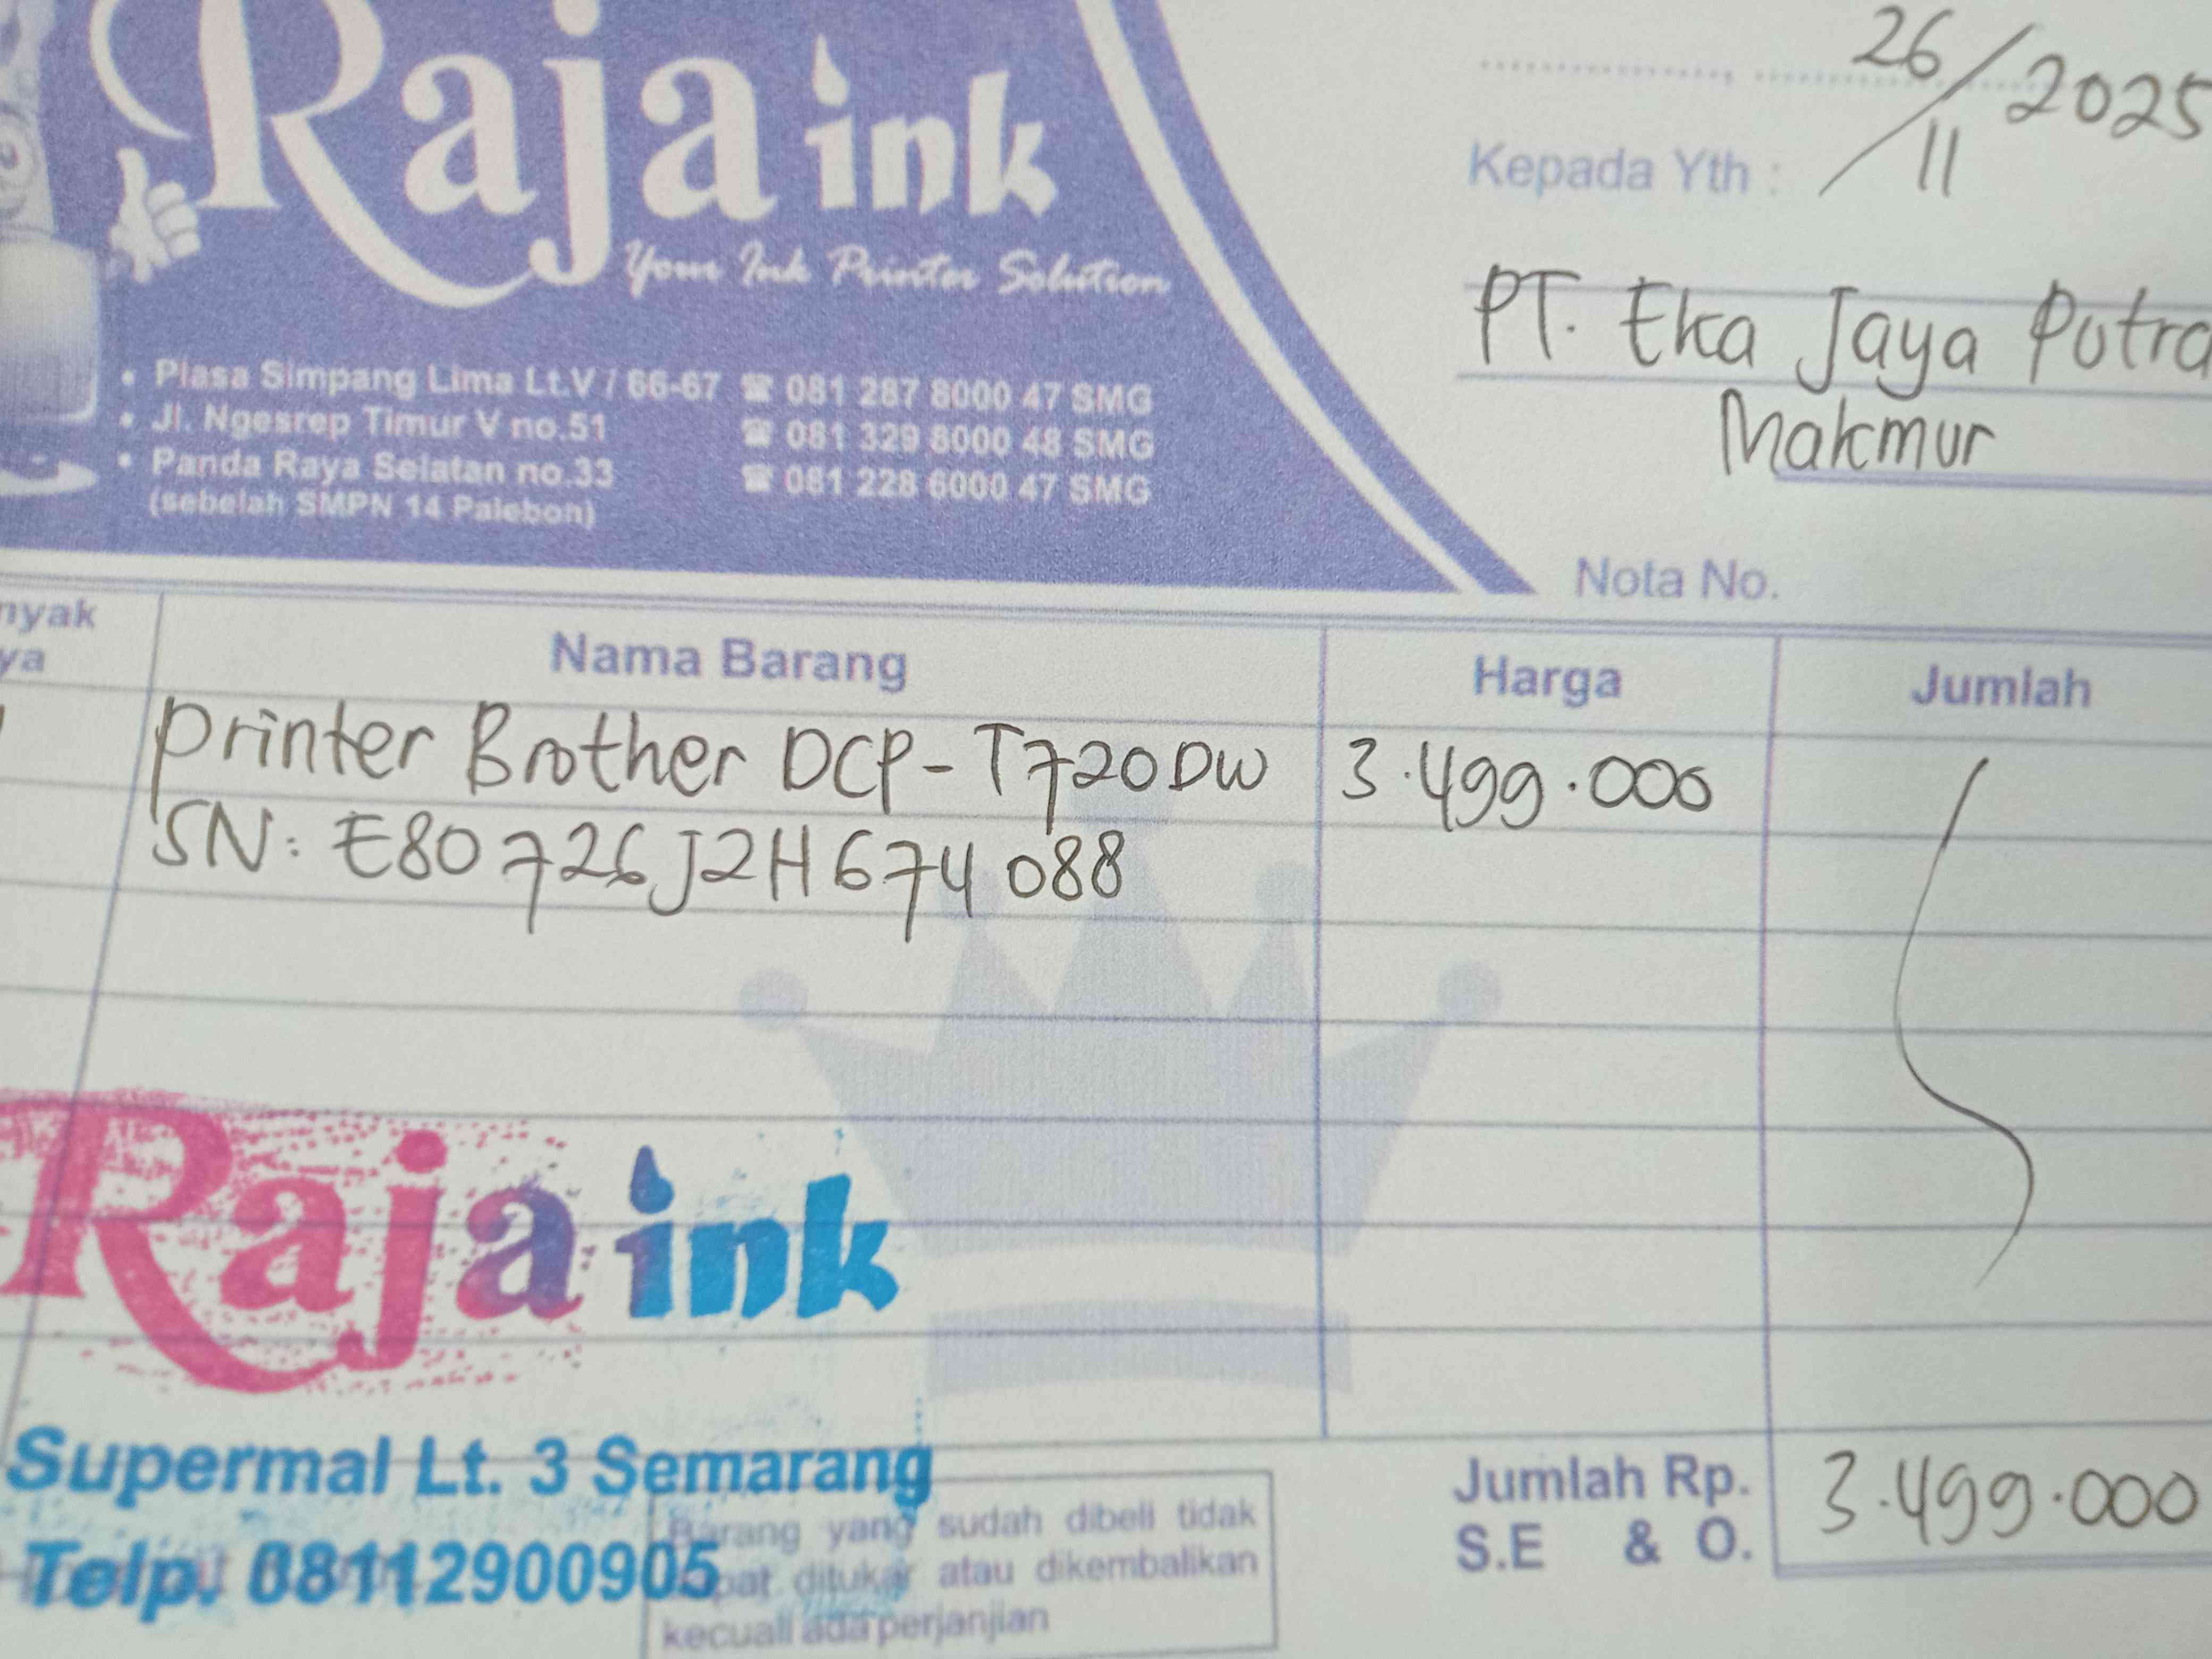 Raja ink
Your Ink Printer Solution
• Plasa Simpang Lima Lt.V / 66-67 ☎ 081 287 8000 47 SMG
• Jl. Ngesrep Timur V no.51 ☎ 081 329 8000 48 SMG
• Panda Raya Selatan no.33 ☎ 081 228 6000 47 SMG
(sebelah SMPN 14 Palebon)
26/11 2025
Kepada Yth :
PT. Eka Jaya Putra
Makmur
Nota No.
nyak
ya
Nama Barang Harga Jumlah
Printer Brother DCP-T720DW 3.499.000
SN: E80726J2H674088
Raja ink
Supermal Lt. 3 Semarang
Telp. 08112900905
Barang yang sudah dibeli tidak
ditukar atau dikembalikan
kecuali ada perjanjian
Jumlah Rp. 3.499.000
S.E & O.